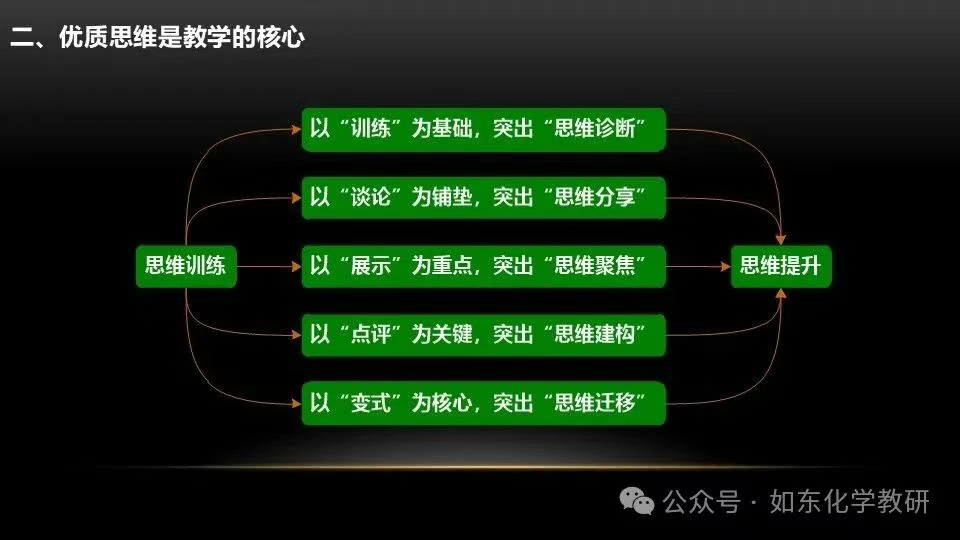 二、优质思维是教学的核心
以“训练”为基础，突出“思维诊断”
以“谈论”为铺垫，突出“思维分享”
思维训练
以“展示”为重点，突出“思维聚焦”
思维提升
以“点评”为关键，突出“思维建构”
以“变式”为核心，突出“思维迁移”
公众号·如东化学教研